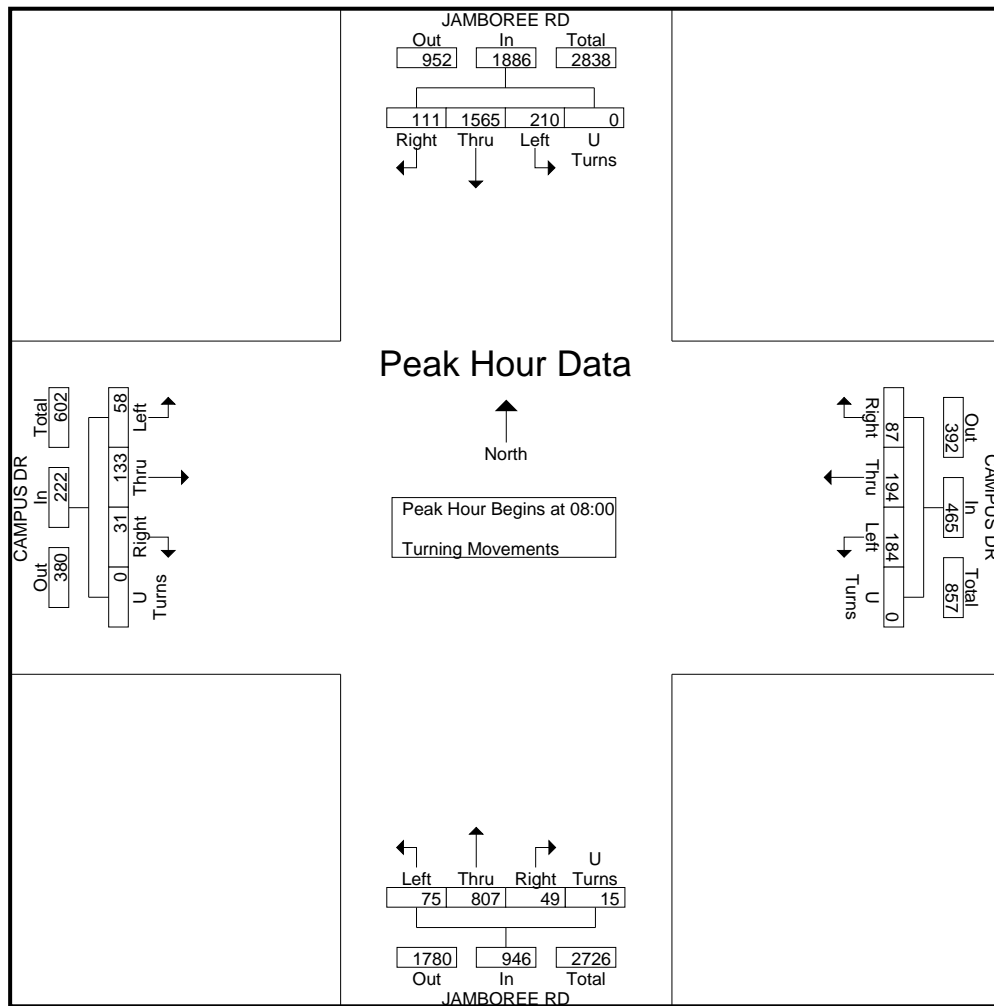 JAMBOREE RD
Out In Total
952 1886 2838
111 1565 210 0
Right Thru Left U
Turns
Peak Hour Data
North
Peak Hour Begins at 08:00
Turning Movements
CAMPUS DR
Total In Out
602 222 380
58 133 31 0
Left Thru Right U
Turns
CAMPUS DR
Out In Total
392 465 857
87 194 184 0
Right Thru Left U
Turns
U
Left Thru Right Turns
75 807 49 15
1780 946 2726
Out In Total
JAMBOREE RD